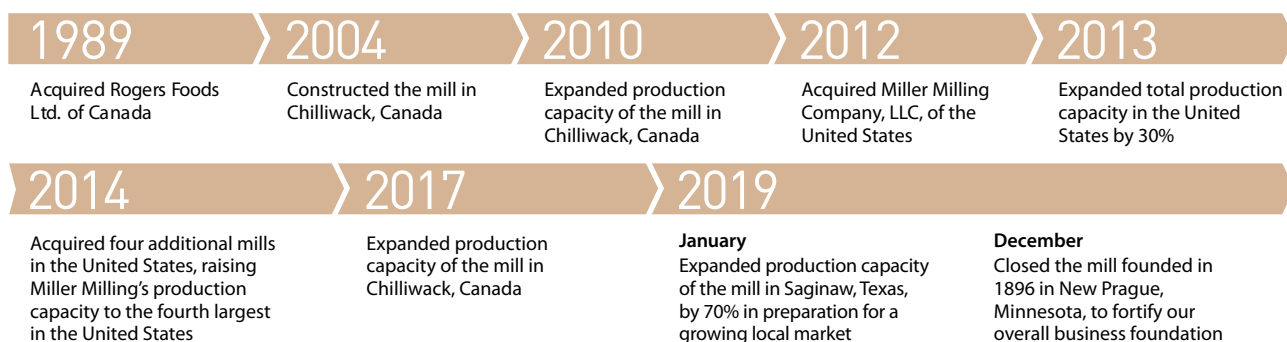 1989
Acquired Rogers Foods
Ltd. of Canada
2004
Constructed the mill in
Chilliwack, Canada
2010
Expanded production
capacity of the mill in
Chilliwack, Canada
2012
Acquired Miller Milling
Company, LLC, of the
United States
2013
Expanded total production
capacity in the United
States by 30%
2014
Acquired four additional mills
in the United States, raising
Miller Milling’s production
capacity to the fourth largest
in the United States
2017
Expanded production
capacity of the mill in
Chilliwack, Canada
2019
January
Expanded production capacity
of the mill in Saginaw, Texas,
by 70% in preparation for a
growing local market
December
Closed the mill founded in
1896 in New Prague,
Minnesota, to fortify our
overall business foundation